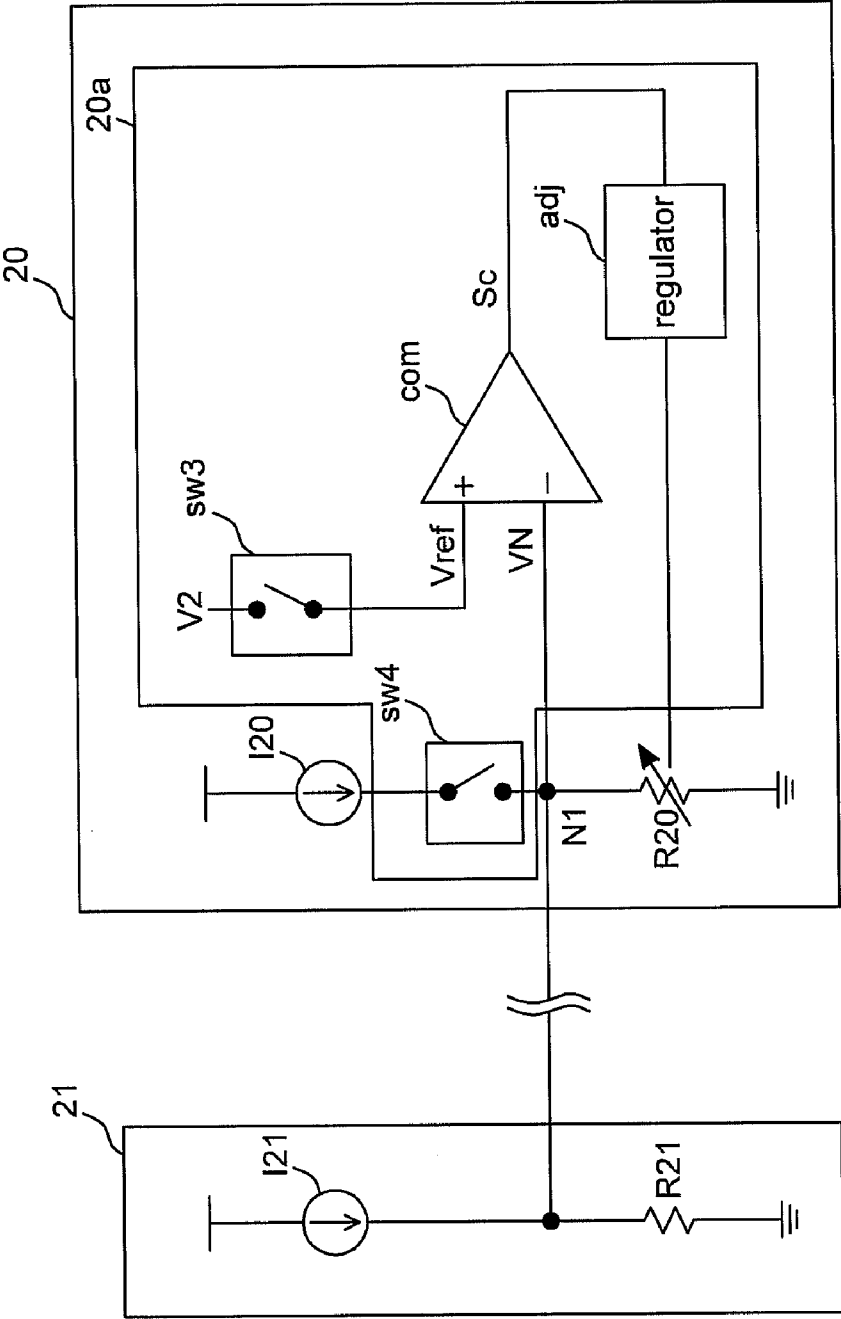 20
20a
21
I21
R21
I20
sw4
N1
R20
V2
sw3
Vref
VN
+
−
com
Sc
adj
regulator